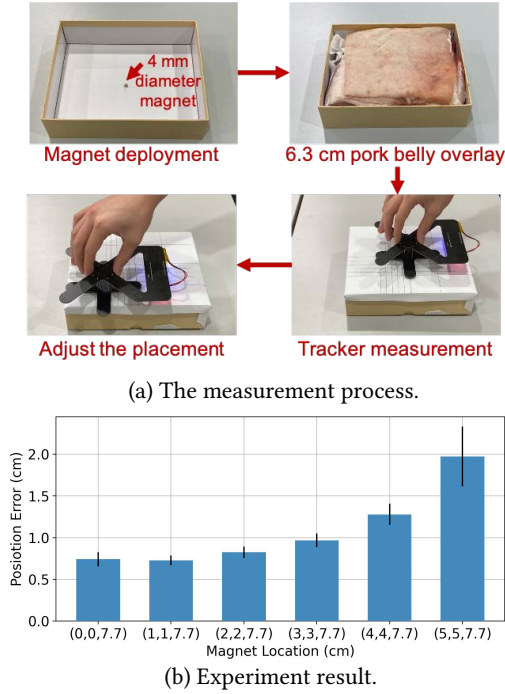 4 mm
diameter
magnet
Magnet deployment
6.3 cm pork belly overlay
Adjust the placement
Tracker measurement
(a) The measurement process.
Posiotion Error (cm)
2.0
1.5
1.0
0.5
0.0
(0,0,7.7) (1,1,7.7) (2,2,7.7) (3,3,7.7) (4,4,7.7) (5,5,7.7)
Magnet Location (cm)
(b) Experiment result.